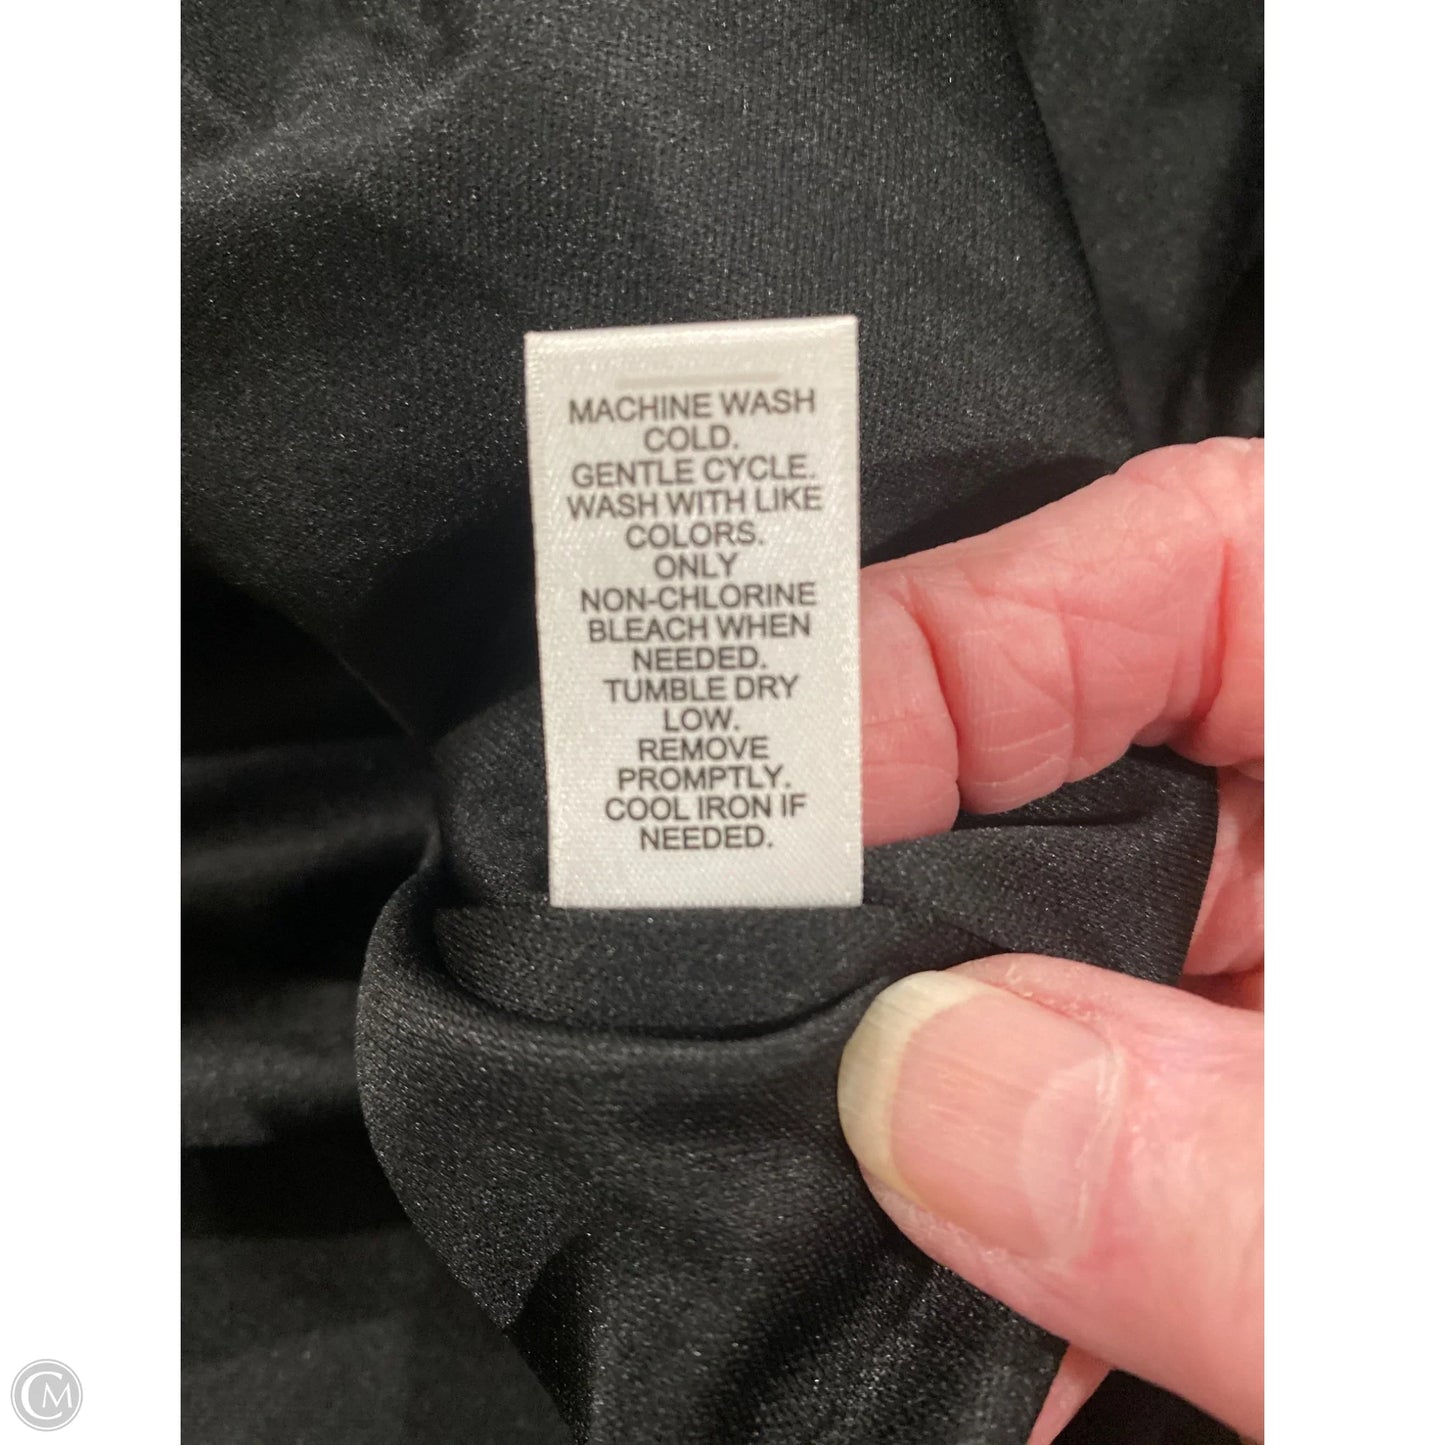 MACHINE WASH
COLD.
GENTLE CYCLE.
WASH WITH LIKE
COLORS.
ONLY
NON-CHLORINE
BLEACH WHEN
NEEDED.
TUMBLE DRY
LOW.
REMOVE
PROMPTLY.
COOL IRON IF
NEEDED.
CM